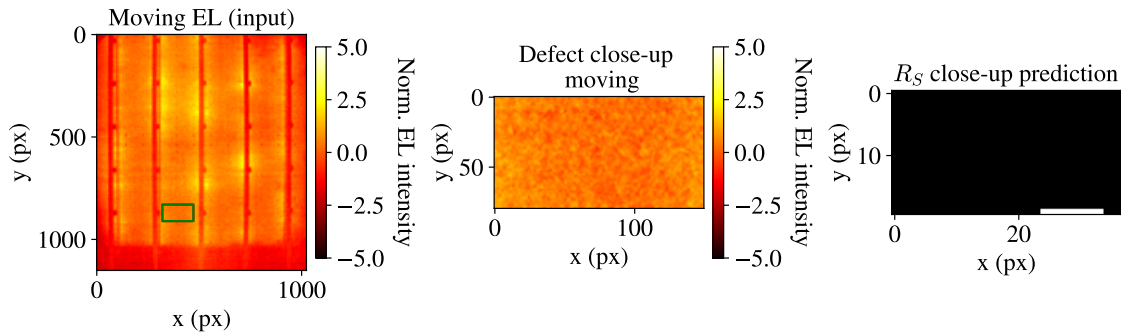 Moving EL (input)
0
500
1000
y (px)
0
1000
x (px)
5.0
2.5
0.0
−2.5
−5.0
Norm. EL intensity
Defect close-up
moving
0
50
y (px)
0
100
x (px)
5.0
2.5
0.0
−2.5
−5.0
Norm. EL intensity
R_S close-up prediction
0
10
y (px)
0
20
x (px)